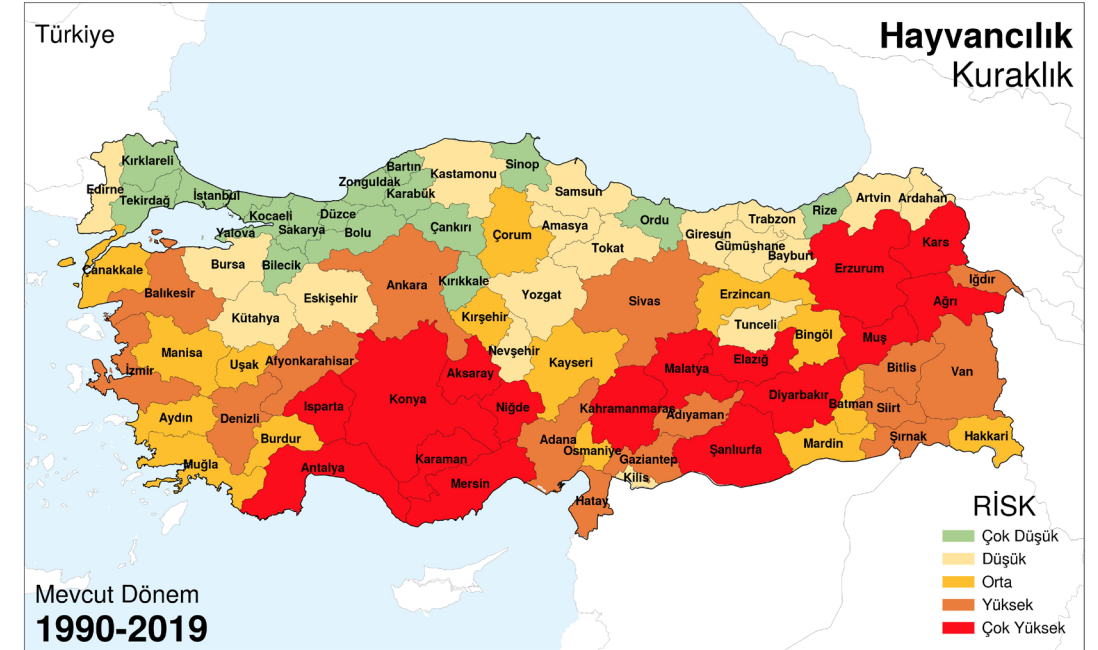 Türkiye
Hayvancılık
Kuraklık
Kırklareli
Edirne
Tekirdağ
İstanbul
Kocaeli
Yalova
Sakarya
Düzce
Bolu
Bilecik
Zonguldak
Bartın
Karabük
Kastamonu
Sinop
Çankırı
Çorum
Samsun
Amasya
Tokat
Ordu
Giresun
Gümüşhane
Trabzon
Bayburt
Rize
Artvin
Ardahan
Kars
Erzurum
Iğdır
Ağrı
Çanakkale
Balıkesir
Bursa
Kütahya
Eskişehir
Ankara
Kırıkkale
Kırşehir
Yozgat
Sivas
Erzincan
Tunceli
Bingöl
Muş
Manisa
İzmir
Uşak
Afyonkarahisar
Nevşehir
Aksaray
Kayseri
Malatya
Elazığ
Bitlis
Van
Aydın
Denizli
Isparta
Konya
Niğde
Kahramanmaraş
Adıyaman
Diyarbakır
Batman
Siirt
Muğla
Burdur
Antalya
Karaman
Mersin
Adana
Osmaniye
Gaziantep
Kilis
Hatay
Şanlıurfa
Mardin
Şırnak
Hakkari
RİSK
Çok Düşük
Düşük
Orta
Yüksek
Çok Yüksek
Mevcut Dönem
1990-2019